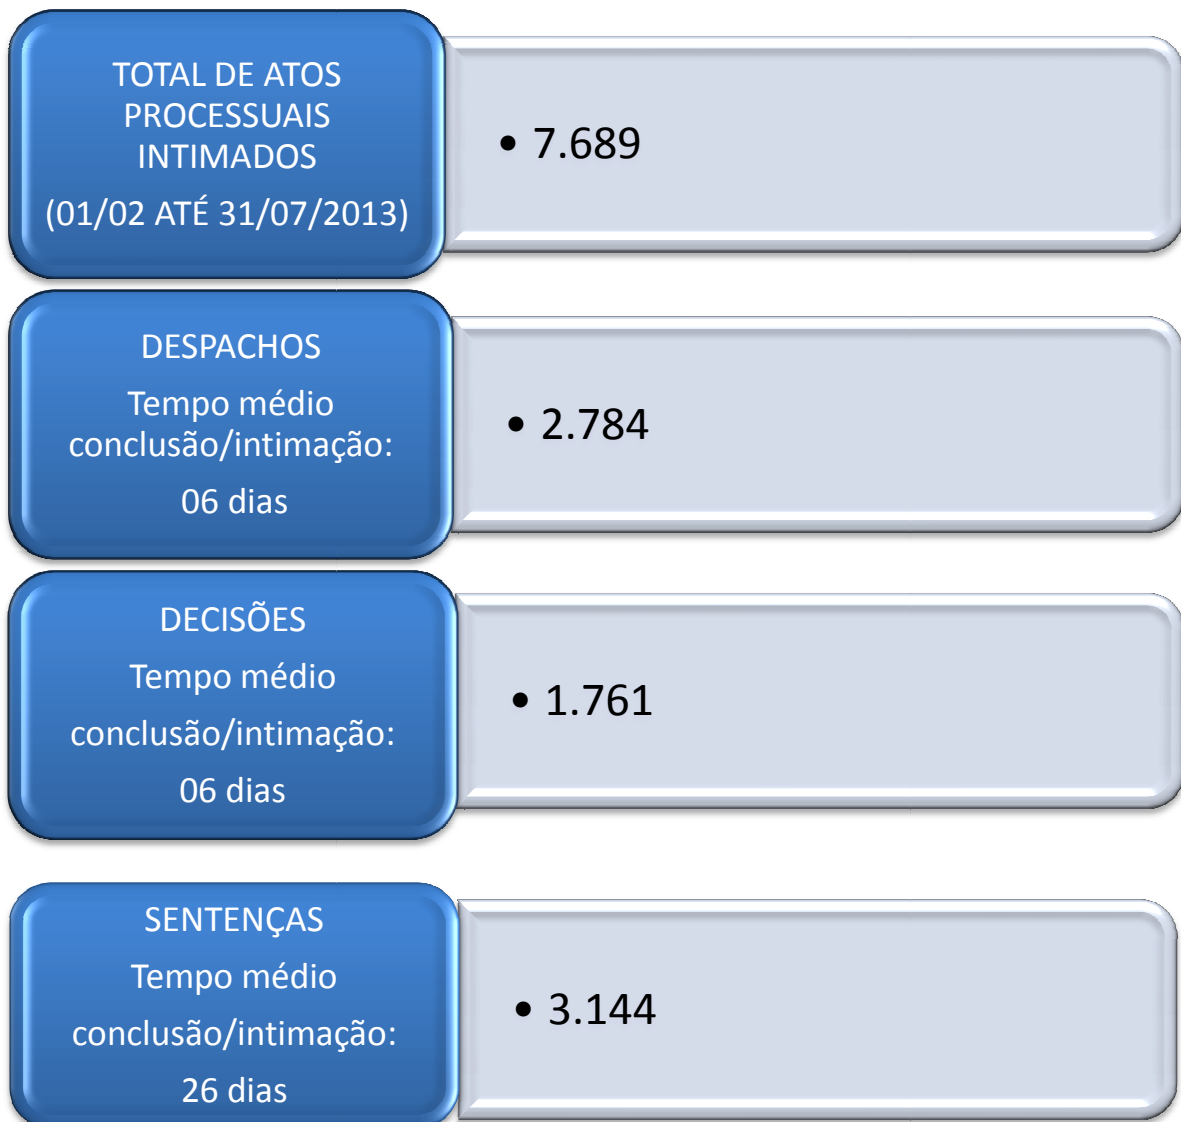 TOTAL DE ATOS
PROCESSUAIS
INTIMADOS
(01/02 ATÉ 31/07/2013)
• 7.689
DESPACHOS
Tempo médio
conclusão/intimação:
06 dias
• 2.784
DECISÕES
Tempo médio
conclusão/intimação:
06 dias
• 1.761
SENTENÇAS
Tempo médio
conclusão/intimação:
26 dias
• 3.144